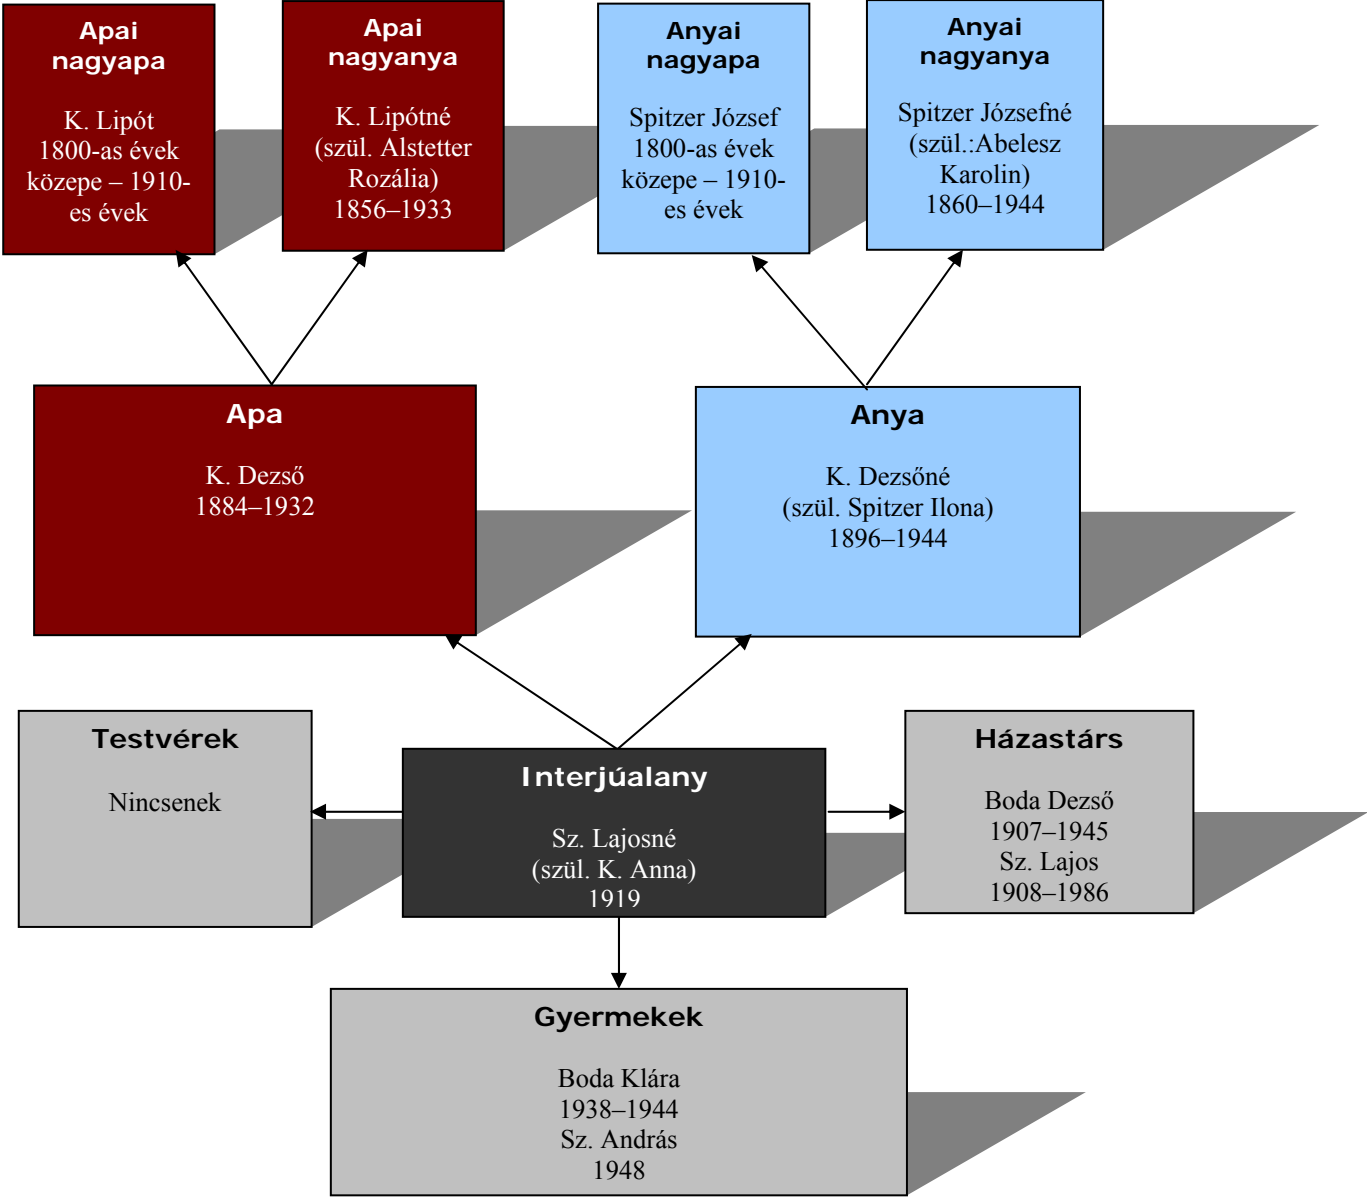 Apai
nagyapa
K. Lipót
1800-as évek
közepe – 1910-
es évek
Apai
nagyanya
K. Lipótné
(szül. Alstetter
Rozália)
1856–1933
Anyai
nagyapa
Spitzer József
1800-as évek
közepe – 1910-
es évek
Anyai
nagyanya
Spitzer Józsefné
(szül.:Abelesz
Karolin)
1860–1944
Apa
K. Dezső
1884–1932
Anya
K. Dezsőné
(szül. Spitzer Ilona)
1896–1944
Testvérek
Nincsenek
Interjúalany
Sz. Lajosné
(szül. K. Anna)
1919
Házastárs
Boda Dezső
1907–1945
Sz. Lajos
1908–1986
Gyermekek
Boda Klára
1938–1944
Sz. András
1948